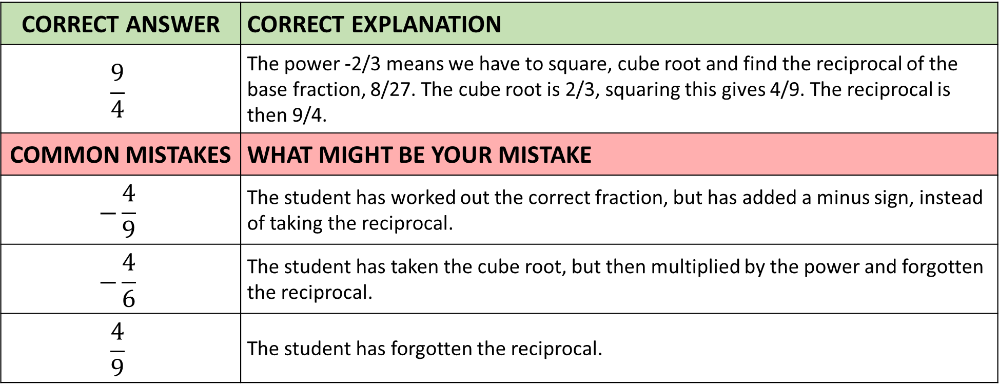 CORRECT ANSWER
CORRECT EXPLANATION
9
4
The power -2/3 means we have to square, cube root and find the reciprocal of the
base fraction, 8/27. The cube root is 2/3, squaring this gives 4/9. The reciprocal is
then 9/4.
COMMON MISTAKES
WHAT MIGHT BE YOUR MISTAKE
− 4
9
The student has worked out the correct fraction, but has added a minus sign, instead
of taking the reciprocal.
− 4
6
The student has taken the cube root, but then multiplied by the power and forgotten
the reciprocal.
4
9
The student has forgotten the reciprocal.